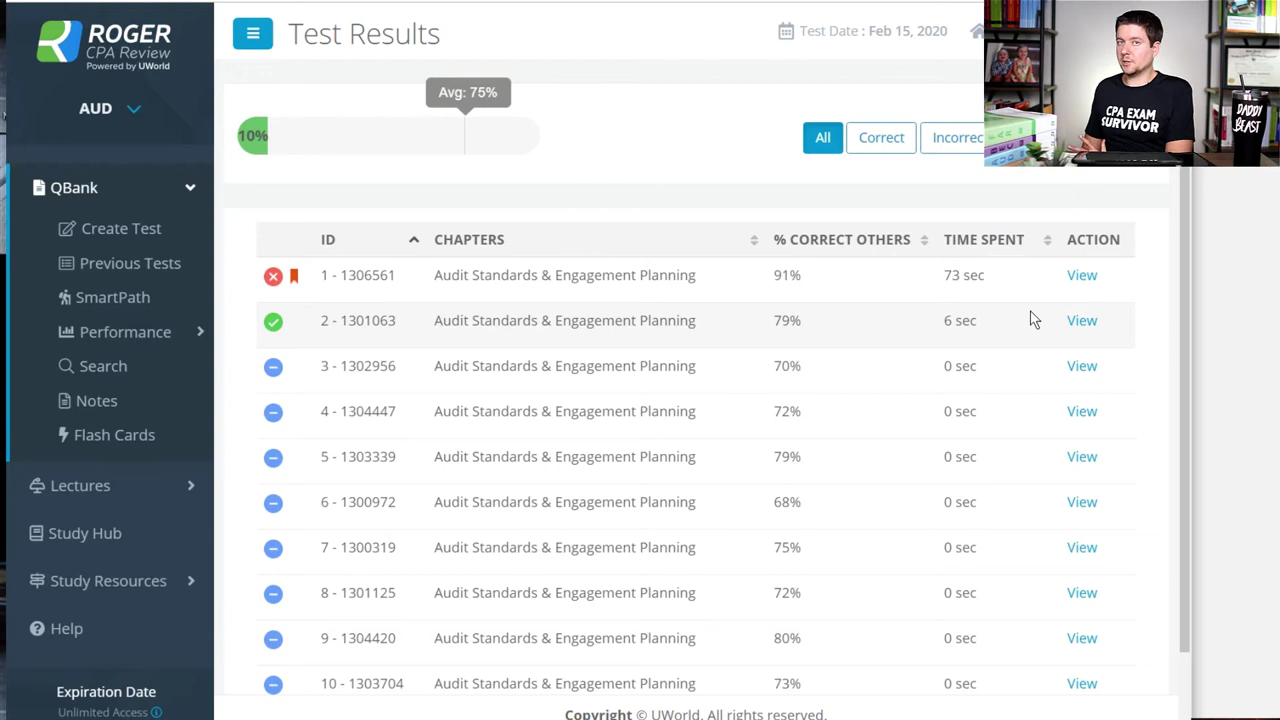 ROGER
CPA Review
Powered by UWorld
AUD
QBank
Create Test
Previous Tests
SmartPath
Performance
Search
Notes
Flash Cards
Lectures
Study Hub
Study Resources
Help
Expiration Date
Unlimited Access
Test Results
Test Date : Feb 15, 2020
Avg: 75%
10%
All Correct Incorrec
CPA EXAM
SURVIVOR
DADDY
BEAST
ID CHAPTERS % CORRECT OTHERS TIME SPENT ACTION
1 - 1306561 Audit Standards & Engagement Planning 91% 73 sec View
2 - 1301063 Audit Standards & Engagement Planning 79% 6 sec View
3 - 1302956 Audit Standards & Engagement Planning 70% 0 sec View
4 - 1304447 Audit Standards & Engagement Planning 72% 0 sec View
5 - 1303339 Audit Standards & Engagement Planning 79% 0 sec View
6 - 1300972 Audit Standards & Engagement Planning 68% 0 sec View
7 - 1300319 Audit Standards & Engagement Planning 75% 0 sec View
8 - 1301125 Audit Standards & Engagement Planning 72% 0 sec View
9 - 1304420 Audit Standards & Engagement Planning 80% 0 sec View
10 - 1303704 Audit Standards & Engagement Planning 73% 0 sec View
Copyright © UWorld. All rights reserved.